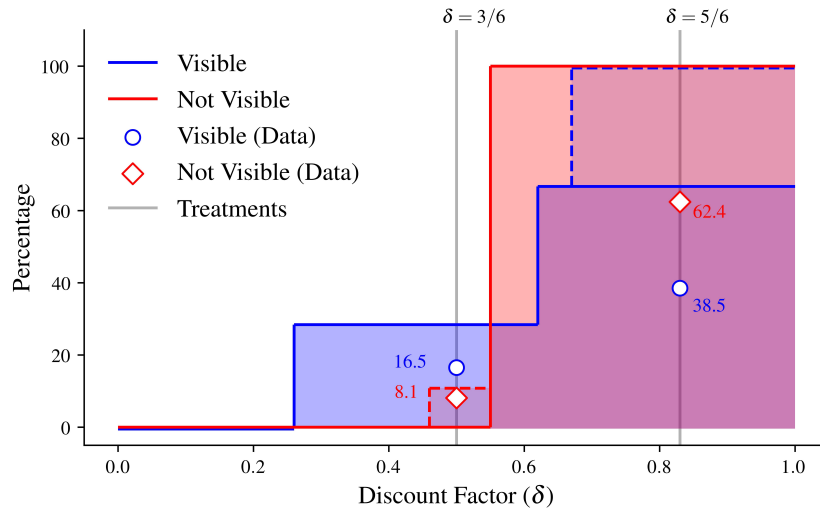 δ = 3/6
δ = 5/6
Visible
Not Visible
Visible (Data)
Not Visible (Data)
Treatments
Percentage
100
80
60
40
20
0
62.4
38.5
16.5
8.1
0.0
0.2
0.4
0.6
0.8
1.0
Discount Factor (δ)